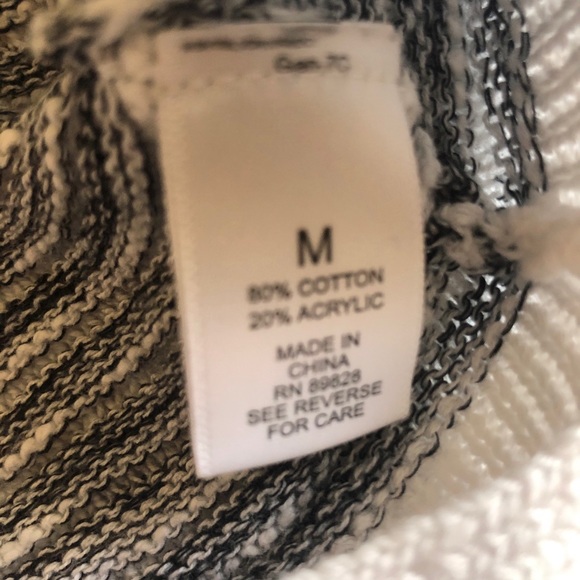 M
80% COTTON
20% ACRYLIC
MADE IN
CHINA
RN 89828
SEE REVERSE
FOR CARE